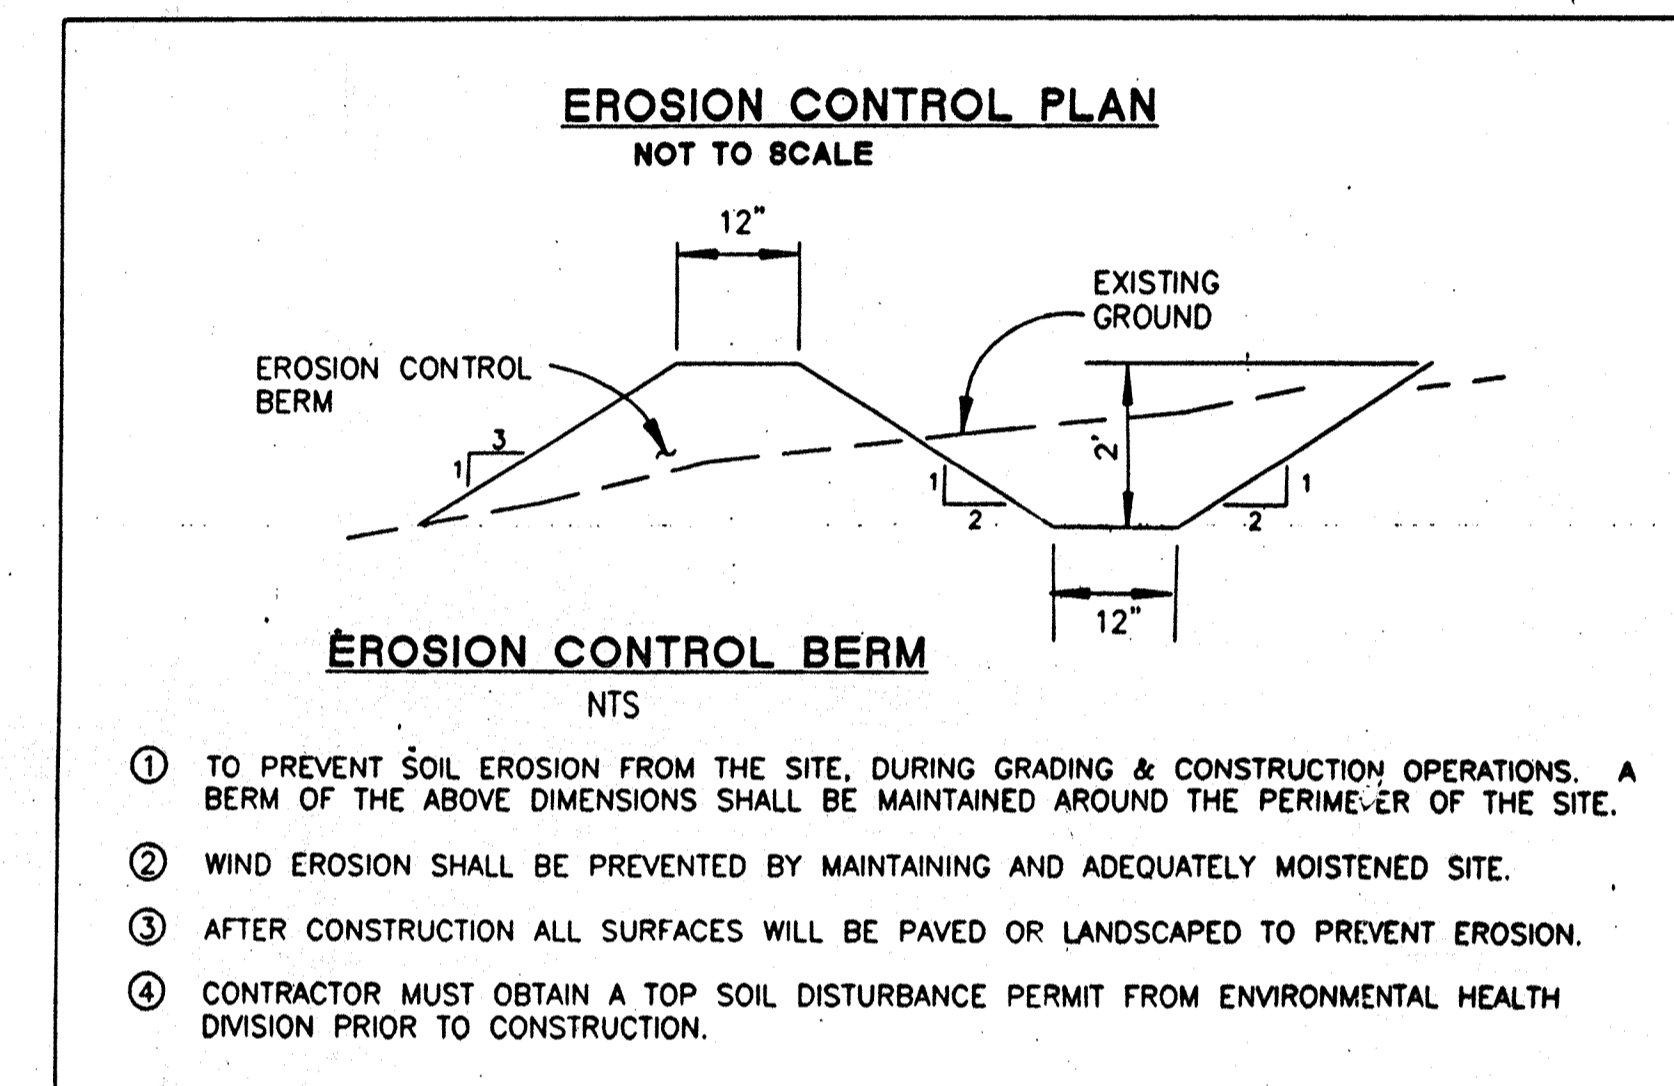 EROSION CONTROL PLAN
NOT TO SCALE
12"
EXISTING
GROUND
EROSION CONTROL
BERM
3
1
2'
1
2
1
2
12"
EROSION CONTROL BERM
NTS
① TO PREVENT SOIL EROSION FROM THE SITE, DURING GRADING & CONSTRUCTION OPERATIONS. A
BERM OF THE ABOVE DIMENSIONS SHALL BE MAINTAINED AROUND THE PERIMETER OF THE SITE.
② WIND EROSION SHALL BE PREVENTED BY MAINTAINING AND ADEQUATELY MOISTENED SITE.
③ AFTER CONSTRUCTION ALL SURFACES WILL BE PAVED OR LANDSCAPED TO PREVENT EROSION.
④ CONTRACTOR MUST OBTAIN A TOP SOIL DISTURBANCE PERMIT FROM ENVIRONMENTAL HEALTH
DIVISION PRIOR TO CONSTRUCTION.